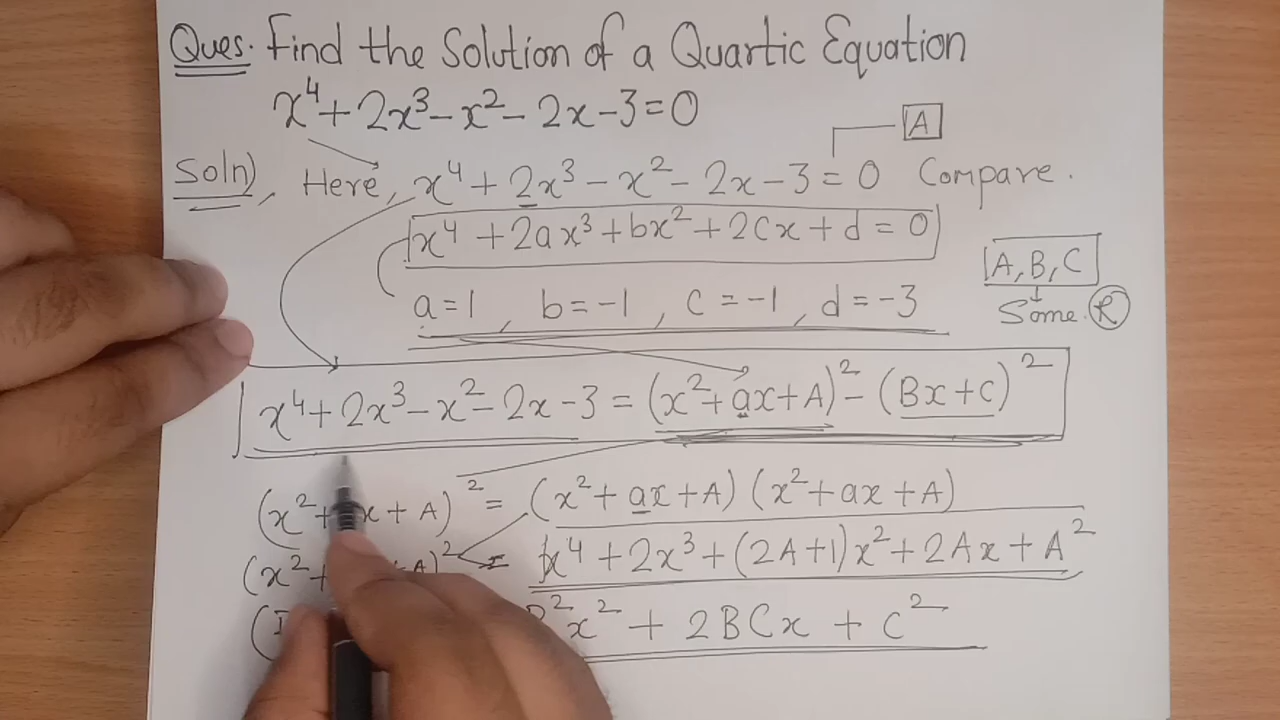 Ques. Find the Solution of a Quartic Equation
x⁴ + 2x³ - x² - 2x - 3 = 0
A
Soln), Here, x⁴ + 2x³ - x² - 2x - 3 = 0 Compare.
x⁴ + 2ax³ + bx² + 2cx + d = 0
A, B, C
a = 1, b = -1, c = -1, d = -3
Some R
x⁴ + 2x³ - x² - 2x - 3 = (x² + ax + A)² - (Bx + C)²
(x² + x + A)² = (x² + ax + A) (x² + ax + A)
(x² + A)² = x⁴ + 2x³ + (2A+1)x² + 2Ax + A²
( B²x² + 2BCx + C²